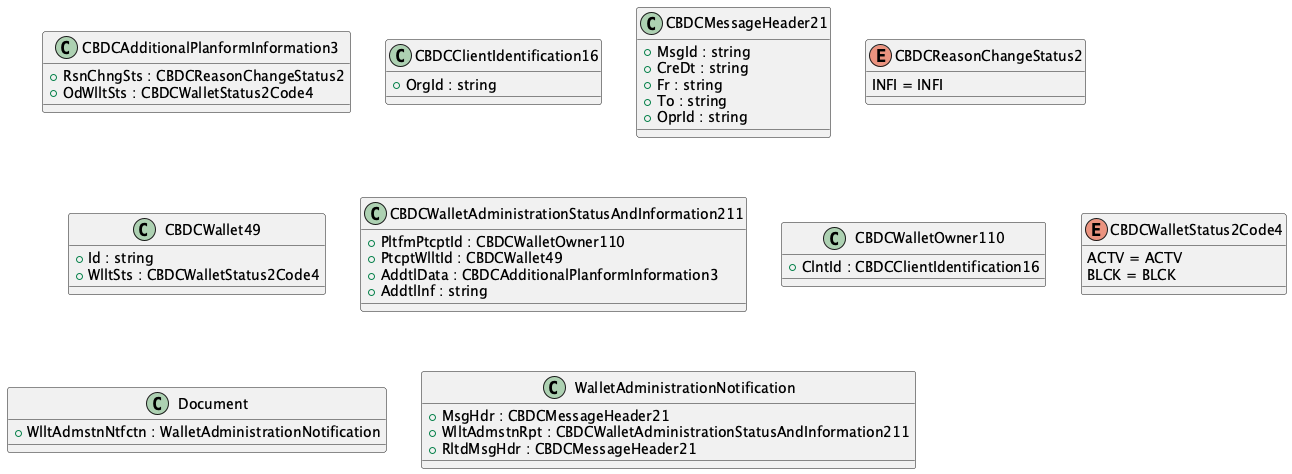 C CBDCAdditionalPlanformInformation3
RsnChngSts : CBDCReasonChangeStatus2
OdWlltSts : CBDCWalletStatus2Code4
C CBDCClientIdentification16
OrgId : string
C CBDCMessageHeader21
MsgId : string
CreDt : string
Fr : string
To : string
OprId : string
E CBDCReasonChangeStatus2
INFI = INFI
C CBDCWallet49
Id : string
WlltSts : CBDCWalletStatus2Code4
C CBDCWalletAdministrationStatusAndInformation211
PltfmPtcptId : CBDCWalletOwner110
PtcptWlltId : CBDCWallet49
AddtlData : CBDCAdditionalPlanformInformation3
AddtlInf : string
C CBDCWalletOwner110
ClntId : CBDCClientIdentification16
E CBDCWalletStatus2Code4
ACTV = ACTV
BLCK = BLCK
C Document
WlltAdmstnNtfctn : WalletAdministrationNotification
C WalletAdministrationNotification
MsgHdr : CBDCMessageHeader21
WlltAdmstnRpt : CBDCWalletAdministrationStatusAndInformation211
RltdMsgHdr : CBDCMessageHeader21